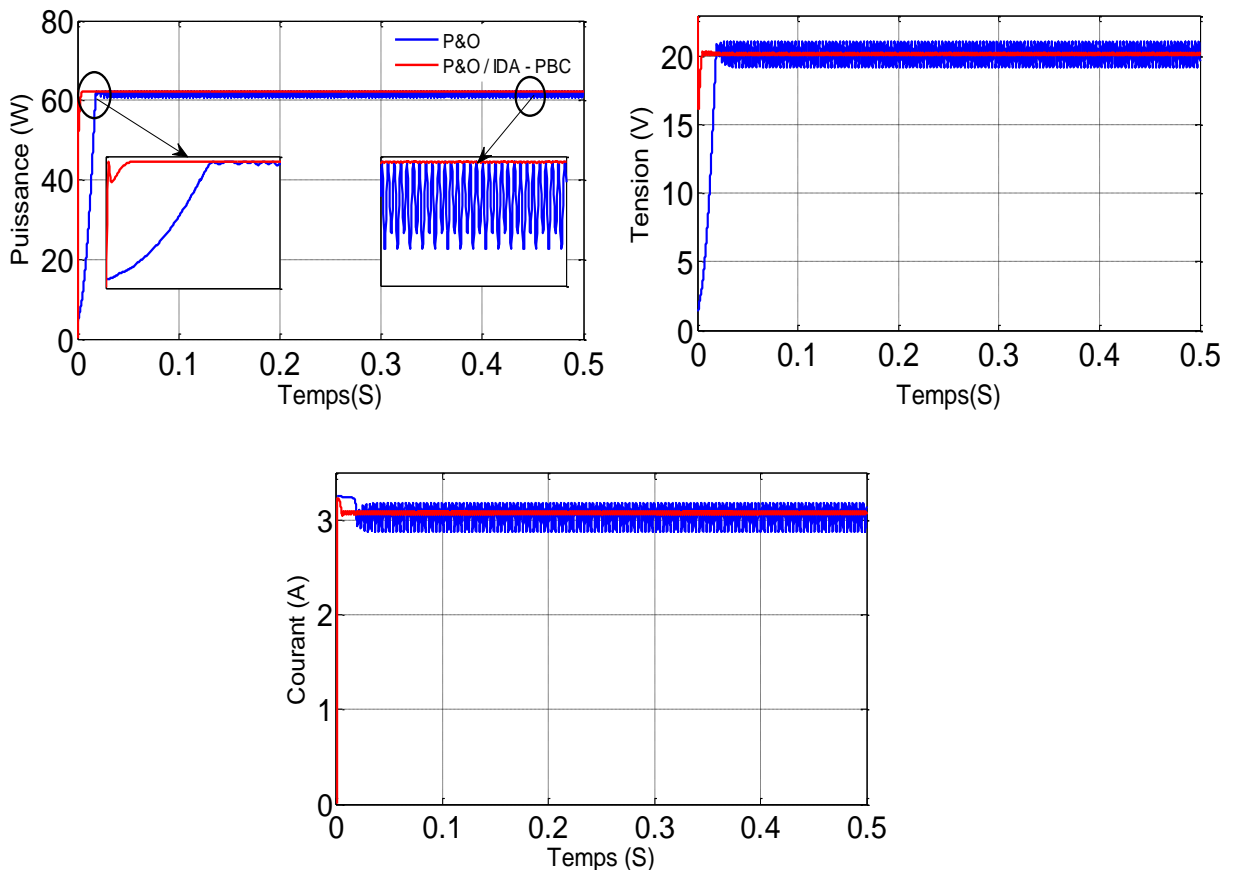 80
60
40
20
0
Puissance (W)
P&O
P&O / IDA - PBC
0 0.1 0.2 0.3 0.4 0.5
Temps(S)
20
15
10
5
0
Tension (V)
0 0.1 0.2 0.3 0.4 0.5
Temps(S)
3
2
1
0
Courant (A)
0 0.1 0.2 0.3 0.4 0.5
Temps (S)